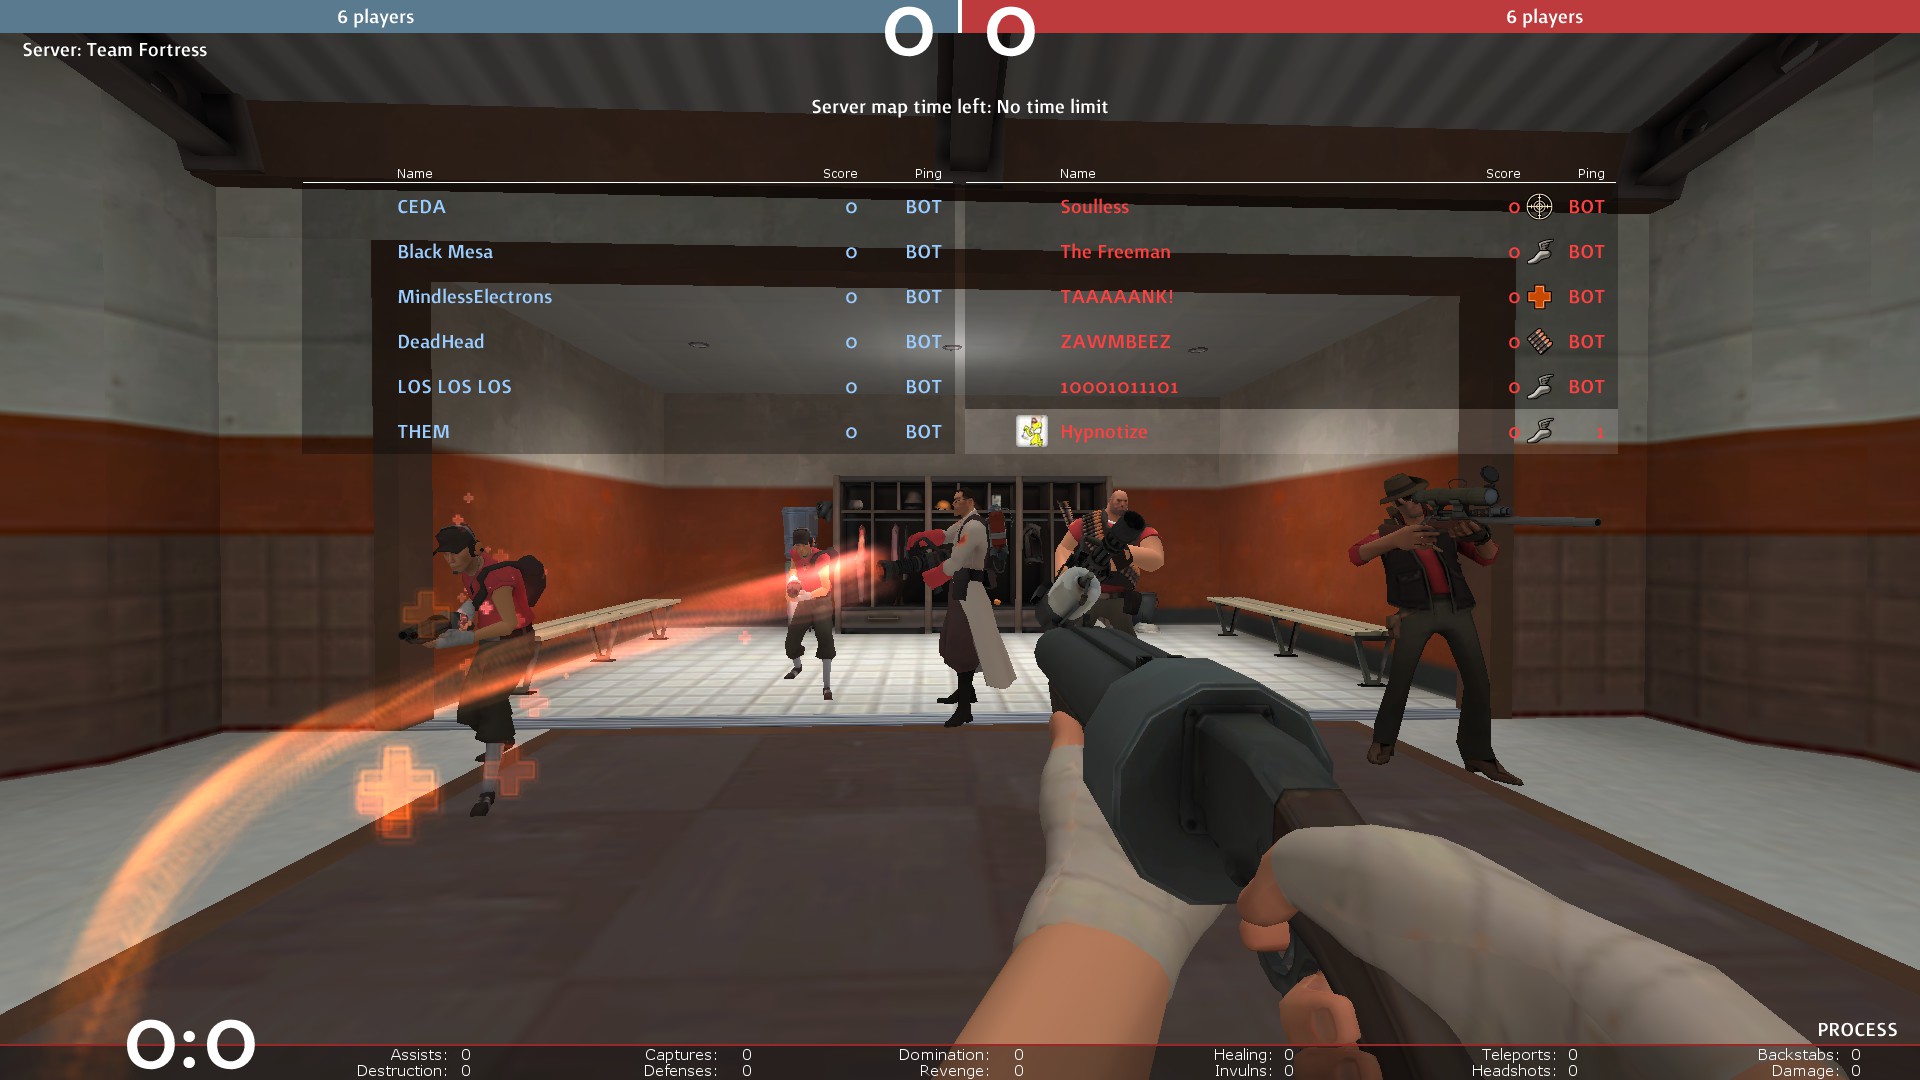 6 players 0 0 6 players
Server: Team Fortress
Server map time left: No time limit
Name Score Ping Name Score Ping
CEDA 0 BOT Soulless 0 BOT
Black Mesa 0 BOT The Freeman 0 BOT
MindlessElectrons 0 BOT TAAAAANK! 0 BOT
DeadHead 0 BOT ZAWMBEEZ 0 BOT
LOS LOS LOS 0 BOT 10001011101 0 BOT
THEM 0 BOT Hypnotize 0 1
PROCESS
0:0
Assists: 0 Captures: 0 Domination: 0 Healing: 0 Teleports: 0 Backstabs: 0
Destruction: 0 Defenses: 0 Revenge: 0 Invulns: 0 Headshots: 0 Damage: 0